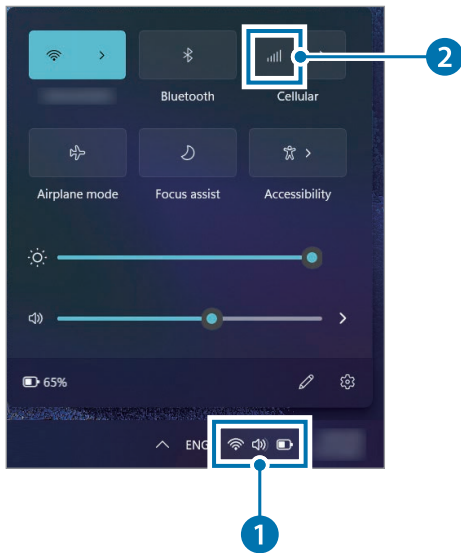 2
Bluetooth
Cellular
Airplane mode
Focus assist
Accessibility
65%
ENG
1